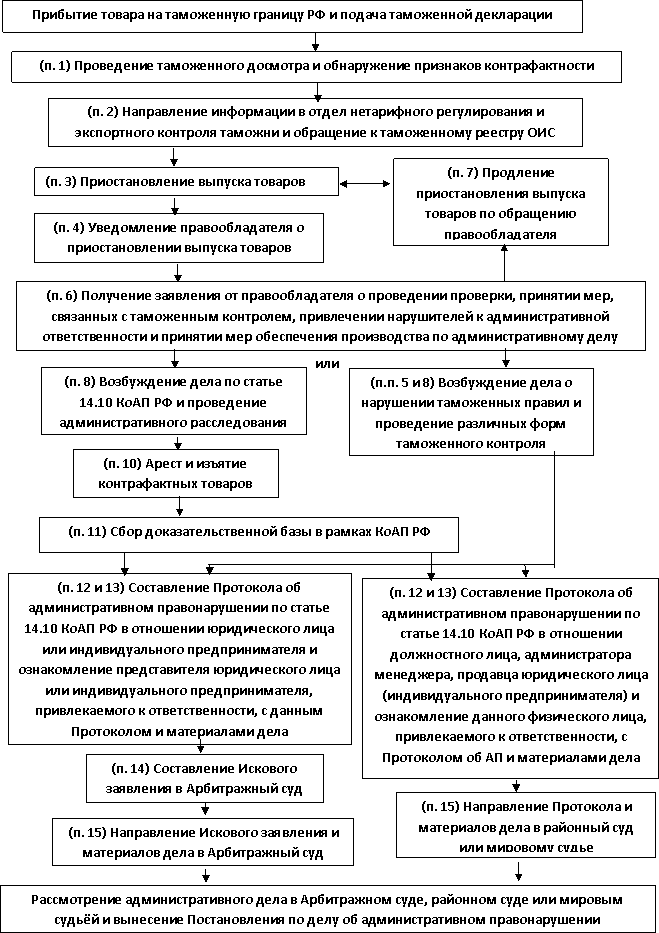 Прибытие товара на таможенную границу РФ и подача таможенной декларации
(п. 1) Проведение таможенного досмотра и обнаружение признаков контрафактности
(п. 2) Направление информации в отдел нетарифного регулирования и
экспортного контроля таможни и обращение к таможенному реестру ОИС
(п. 3) Приостановление выпуска товаров
(п. 7) Продление
приостановления выпуска
товаров по обращению
правообладателя
(п. 4) Уведомление правообладателя о
приостановлении выпуска товаров
(п. 6) Получение заявления от правообладателя о проведении проверки, принятии мер,
связанных с таможенным контролем, привлечении нарушителей к административной
ответственности и принятии мер обеспечения производства по административному делу
или
(п. 8) Возбуждение дела по статье
14.10 КоАП РФ и проведение
административного расследования
(п.п. 5 и 8) Возбуждение дела о
нарушении таможенных правил и
проведение различных форм
таможенного контроля
(п. 10) Арест и изъятие
контрафактных товаров
(п. 11) Сбор доказательственной базы в рамках КоАП РФ
(п. 12 и 13) Составление Протокола об
административном правонарушении по статье
14.10 КоАП РФ в отношении юридического лица
или индивидуального предпринимателя и
ознакомление представителя юридического лица
или индивидуального предпринимателя,
привлекаемого к ответственности, с данным
Протоколом и материалами дела
(п. 12 и 13) Составление Протокола об
административном правонарушении по
статье 14.10 КоАП РФ в отношении
должностного лица, администратора
менеджера, продавца юридического лица
(индивидуального предпринимателя) и
ознакомление данного физического лица,
привлекаемого к ответственности, с
Протоколом об АП и материалами дела
(п. 14) Составление Искового
заявления в Арбитражный суд
(п. 15) Направление Искового заявления и
материалов дела в Арбитражный суд
(п. 15) Направление Протокола и
материалов дела в районный суд
или мировому судье
Рассмотрение административного дела в Арбитражном суде, районном суде или мировым
судьёй и вынесение Постановления по делу об административном правонарушении